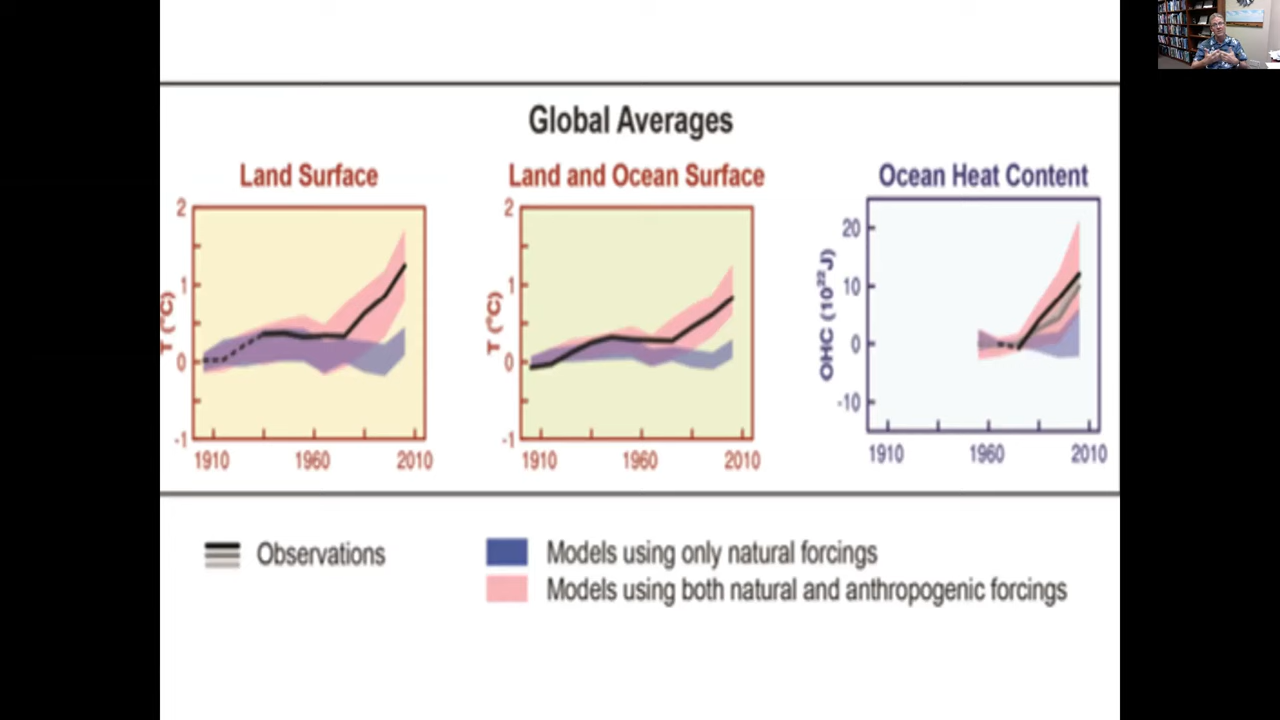 Global Averages
Land Surface
Land and Ocean Surface
Ocean Heat Content
2
1
0
-1
T (°C)
1910 1960 2010
2
1
0
-1
T (°C)
1910 1960 2010
20
10
0
-10
OHC (10²²J)
1910 1960 2010
Observations
Models using only natural forcings
Models using both natural and anthropogenic forcings